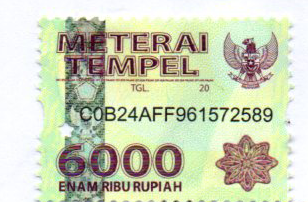 METERAI
TEMPEL
TGL. 20
C0B24AFF961572589
6000
ENAM RIBU RUPIAH